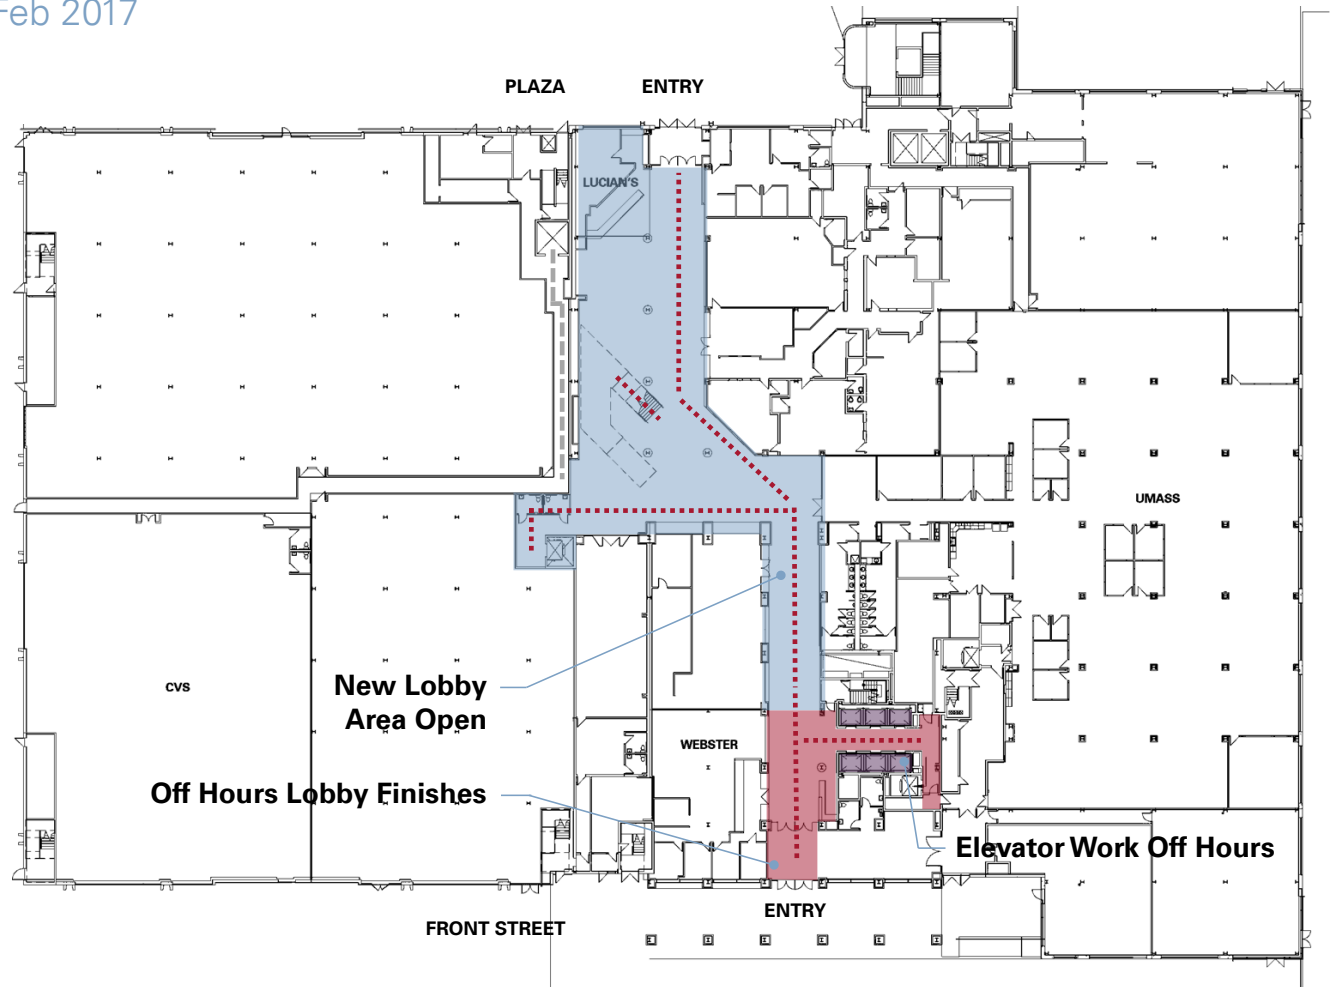 Feb 2017
PLAZA
ENTRY
LUCIAN'S
UMASS
CVS
New Lobby
Area Open
WEBSTER
Off Hours Lobby Finishes
Elevator Work Off Hours
ENTRY
FRONT STREET